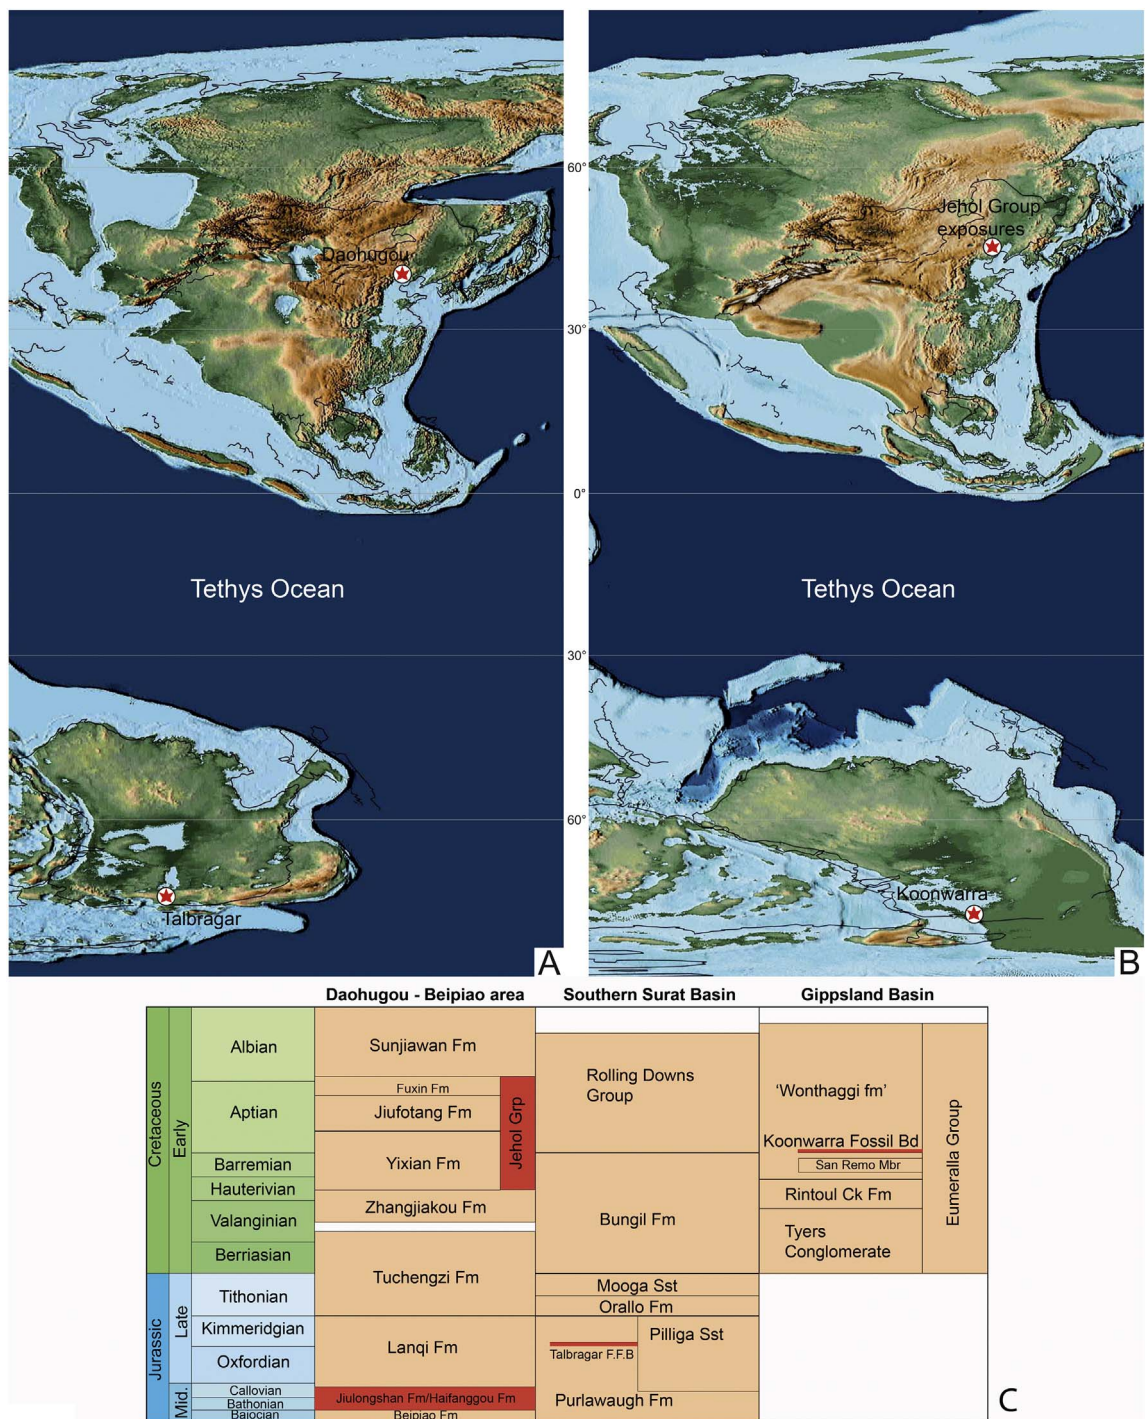 60°
Jehol Group
exposures
Daohugou
30°
0°
Tethys Ocean
Tethys Ocean
30°
60°
Koonwarra
Talbragar
A
B
Daohugou - Beipiao area
Southern Surat Basin
Gippsland Basin
Cretaceous
Early
Albian
Aptian
Barremian
Hauterivian
Valanginian
Berriasian
Jurassic
Late
Mid.
Tithonian
Kimmeridgian
Oxfordian
Callovian
Bathonian
Bajocian
Sunjiawan Fm
Fuxin Fm
Jiufotang Fm
Yixian Fm
Jehol Grp
Zhangjiakou Fm
Tuchengzi Fm
Lanqi Fm
Jiulongshan Fm/Haifanggou Fm
Beipiao Fm
Rolling Downs
Group
Bungil Fm
Mooga Sst
Orallo Fm
Pilliga Sst
Talbragar F.F.B
Purlawaugh Fm
'Wonthaggi fm'
Koonwarra Fossil Bd
San Remo Mbr
Rintoul Ck Fm
Tyers
Conglomerate
Eumeralla Group
C